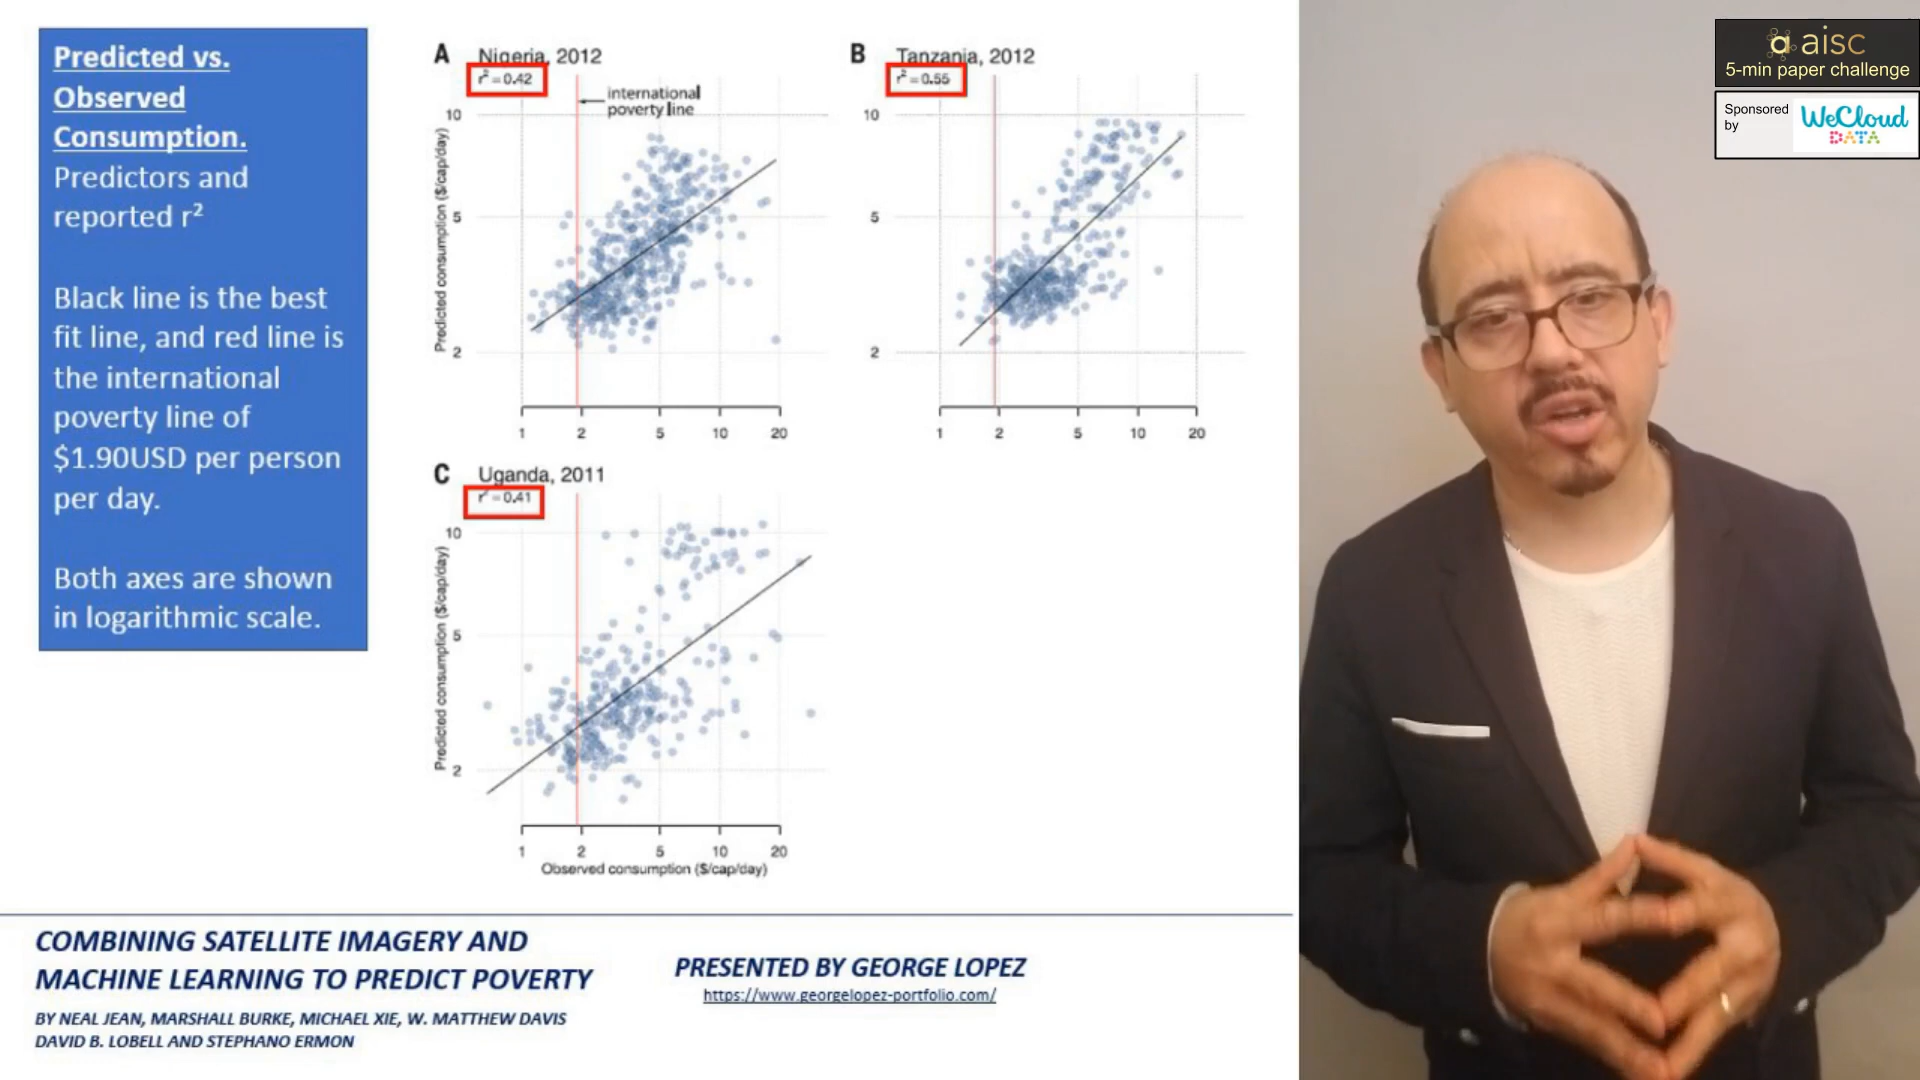 Predicted vs.
Observed
Consumption.
Predictors and
reported r²
Black line is the best
fit line, and red line is
the international
poverty line of
$1.90USD per person
per day.
Both axes are shown
in logarithmic scale.
A Nigeria, 2012
r² = 0.42
international
poverty line
Predicted consumption ($/cap/day)
10
5
2
1 2 5 10 20
B Tanzania, 2012
r² = 0.55
10
5
2
1 2 5 10 20
C Uganda, 2011
r² = 0.41
Predicted consumption ($/cap/day)
10
5
2
1 2 5 10 20
Observed consumption ($/cap/day)
COMBINING SATELLITE IMAGERY AND
MACHINE LEARNING TO PREDICT POVERTY
BY NEAL JEAN, MARSHALL BURKE, MICHAEL XIE, W. MATTHEW DAVIS
DAVID B. LOBELL AND STEPHANO ERMON
PRESENTED BY GEORGE LOPEZ
https://www.georgelopez-portfolio.com/
aisc
5-min paper challenge
Sponsored
by
WeCloud
DATA